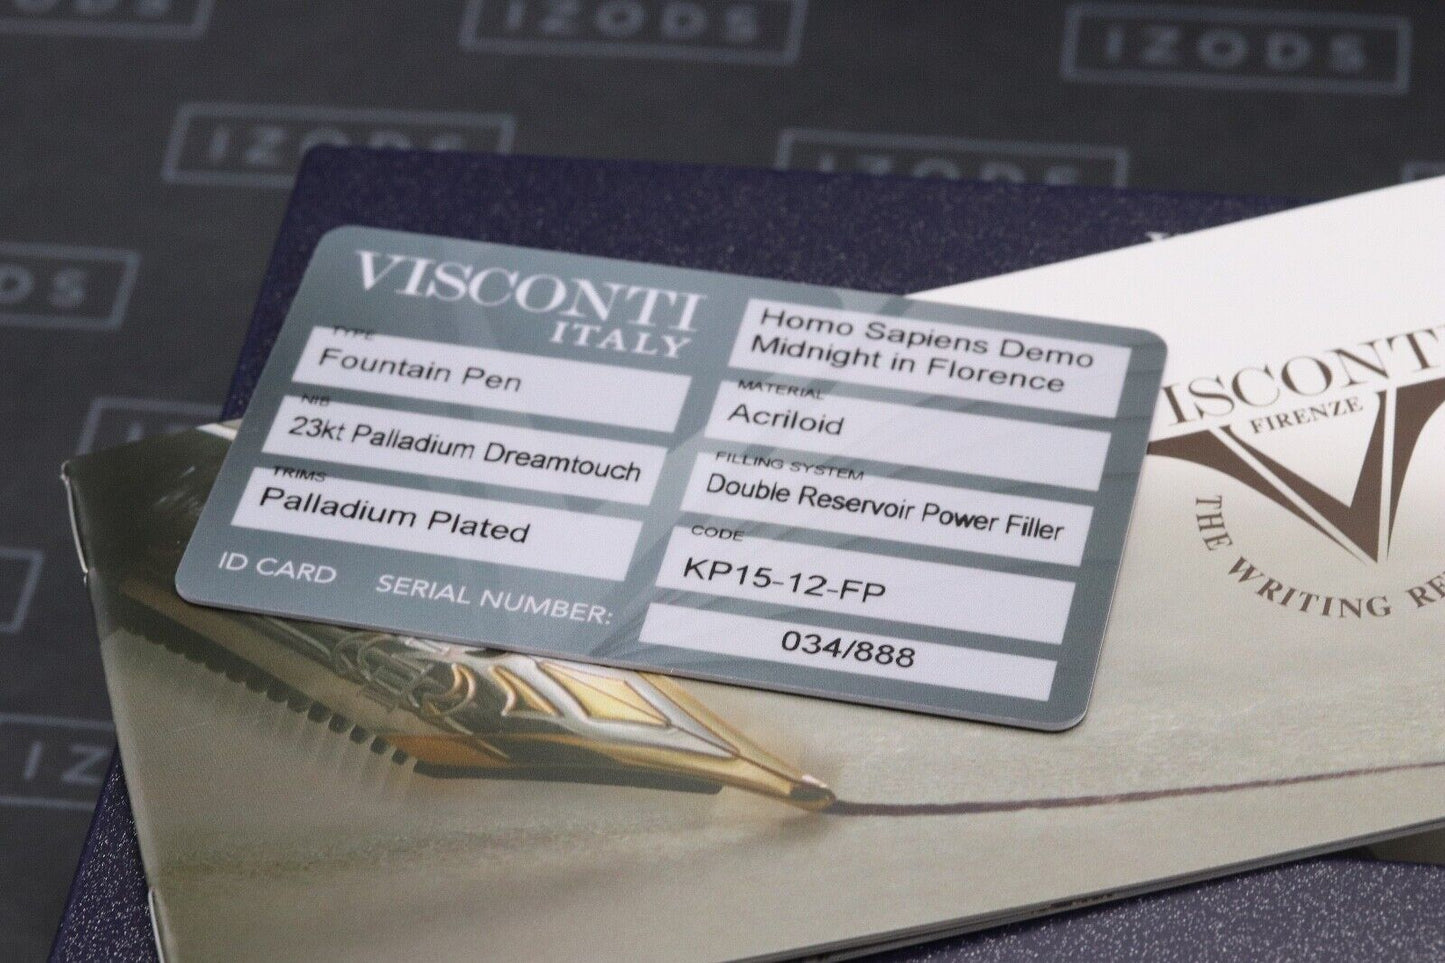 IZODS
IZODS
IZODS
IZODS
IZODS
VISCONTI
ITALY
TYPE
Fountain Pen
NIB
23kt Palladium Dreamtouch
TRIMS
Palladium Plated
ID CARD SERIAL NUMBER:
Homo Sapiens Demo
Midnight in Florence
MATERIAL
Acriloid
FILLING SYSTEM
Double Reservoir Power Filler
CODE
KP15-12-FP
034/888
VISCONT
FIRENZE
THE WRITING